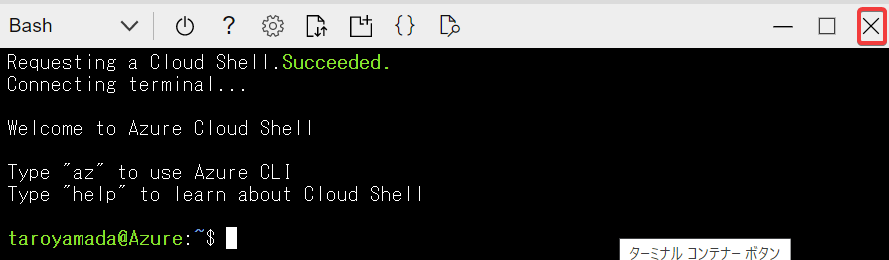 Bash
Requesting a Cloud Shell.Succeeded.
Connecting terminal...
Welcome to Azure Cloud Shell
Type "az" to use Azure CLI
Type "help" to learn about Cloud Shell
taroyamada@Azure:~$
ターミナル コンテナー ボタン